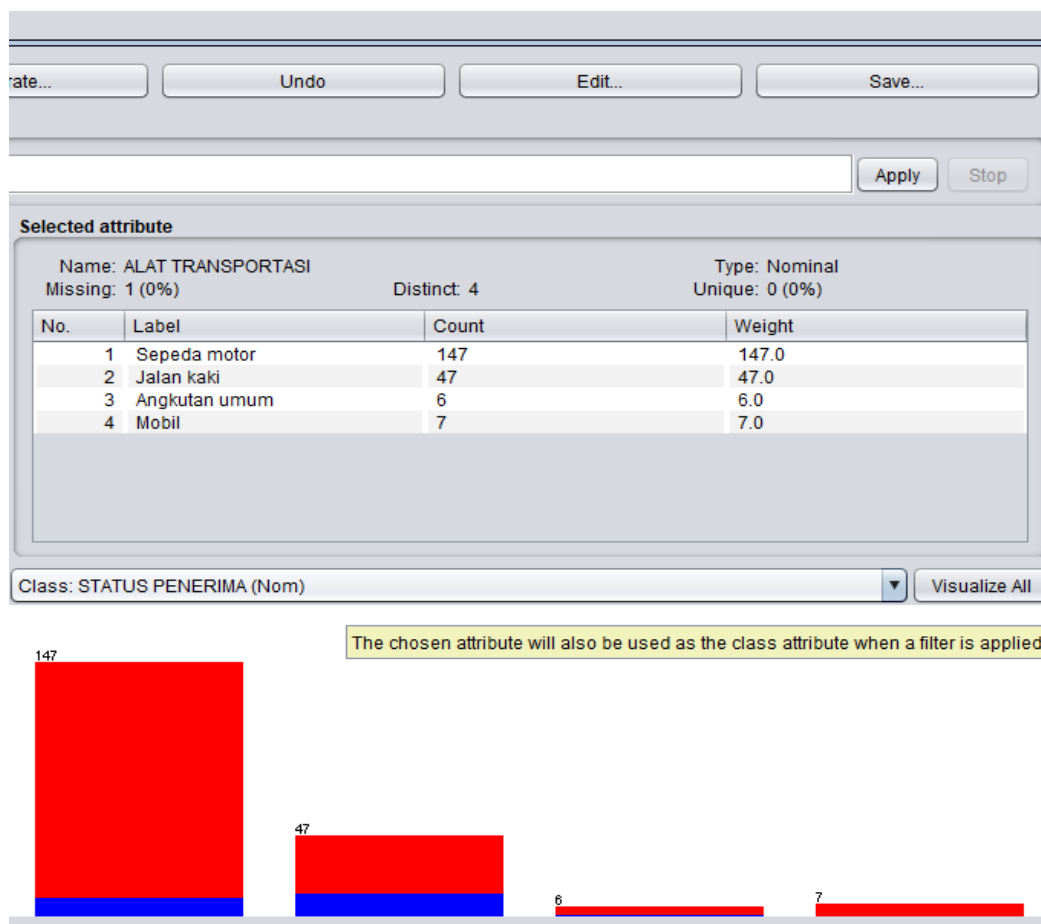 rate... Undo Edit... Save...
Apply Stop
Selected attribute
Name: ALAT TRANSPORTASI Type: Nominal
Missing: 1 (0%) Distinct: 4 Unique: 0 (0%)
No. Label Count Weight
1 Sepeda motor 147 147.0
2 Jalan kaki 47 47.0
3 Angkutan umum 6 6.0
4 Mobil 7 7.0
Class: STATUS PENERIMA (Nom) Visualize All
The chosen attribute will also be used as the class attribute when a filter is applied
147
47
6
7